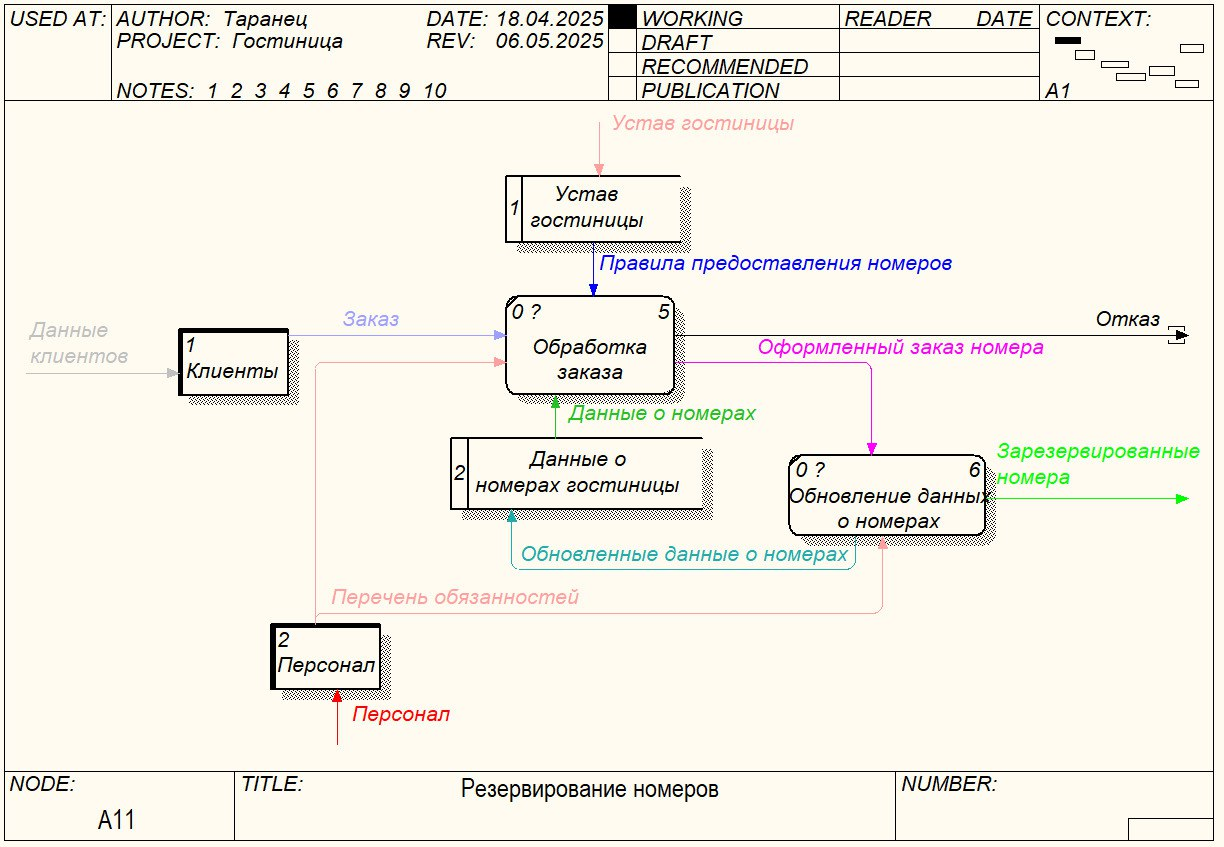 USED AT:
AUTHOR: Таранец
DATE: 18.04.2025
PROJECT: Гостиница
REV: 06.05.2025
NOTES: 1 2 3 4 5 6 7 8 9 10
WORKING
DRAFT
RECOMMENDED
PUBLICATION
READER
DATE
CONTEXT:
A1
Устав гостиницы
1
Устав
гостиницы
Правила предоставления номеров
Данные
клиентов
1
Клиенты
Заказ
0 ?
5
Обработка
заказа
Отказ
Оформленный заказ номера
Данные о номерах
2
Данные о
номерах гостиницы
0 ?
6
Обновление данных
о номерах
Зарезервированные
номера
Обновленные данные о номерах
Перечень обязанностей
2
Персонал
Персонал
NODE:
A11
TITLE:
Резервирование номеров
NUMBER: